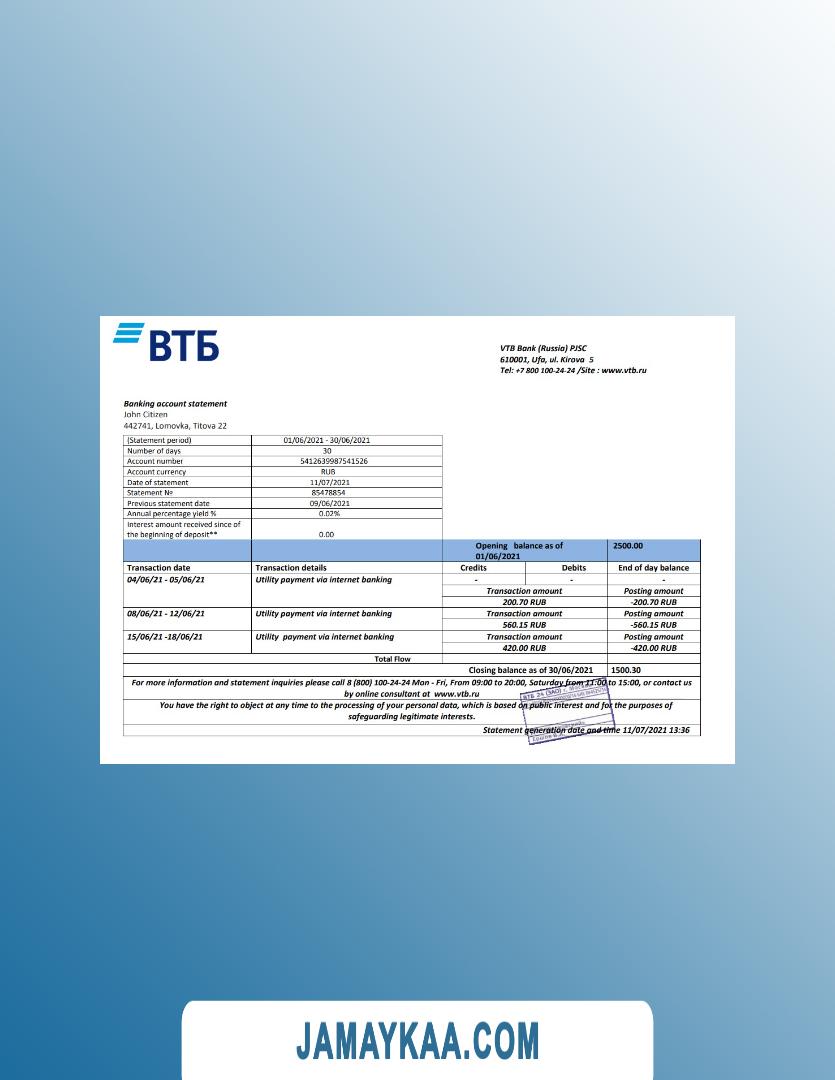 ВТБ
VTB Bank (Russia) PJSC
610001, Ufa, ul. Kirova 5
Tel: +7 800 100-24-24 /Site : www.vtb.ru
Banking account statement
John Citizen
442741, Lomovka, Titova 22
(Statement period) 01/06/2021 - 30/06/2021
Number of days 30
Account number 5412639987541526
Account currency RUB
Date of statement 11/07/2021
Statement № 85478854
Previous statement date 09/06/2021
Annual percentage yield % 0.02%
Interest amount received since of
the beginning of deposit** 0.00
Opening balance as of 2500.00
01/06/2021
Transaction date Transaction details Credits Debits End of day balance
04/06/21 - 05/06/21 Utility payment via internet banking - - -
Transaction amount Posting amount
200.70 RUB -200.70 RUB
08/06/21 - 12/06/21 Utility payment via internet banking Transaction amount Posting amount
560.15 RUB -560.15 RUB
15/06/21 -18/06/21 Utility payment via internet banking Transaction amount Posting amount
420.00 RUB -420.00 RUB
Total Flow
Closing balance as of 30/06/2021 1500.30
For more information and statement inquiries please call 8 (800) 100-24-24 Mon - Fri, From 09:00 to 20:00, Saturday from 11:00 to 15:00, or contact us
by online consultant at www.vtb.ru
You have the right to object at any time to the processing of your personal data, which is based on public interest and for the purposes of
safeguarding legitimate interests.
ВТБ 24 (ЗАО)
Statement generation date and time 11/07/2021 13:36
JAMAYKAA.COM